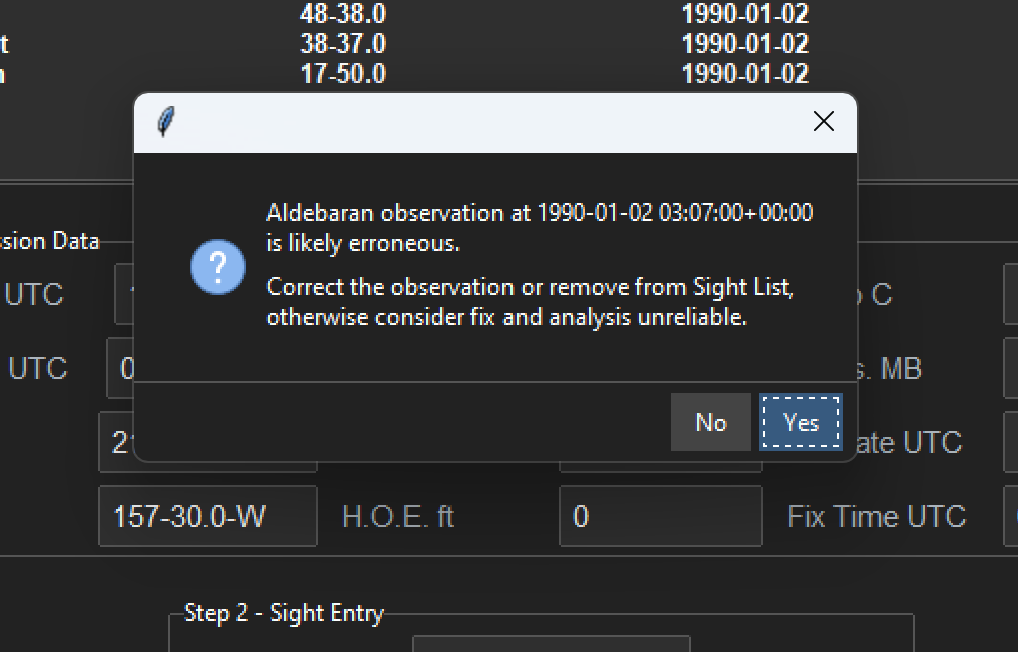 48-38.0 1990-01-02
t 38-37.0 1990-01-02
17-50.0 1990-01-02
Aldebaran observation at 1990-01-02 03:07:00+00:00
is likely erroneous.
Correct the observation or remove from Sight List,
otherwise consider fix and analysis unreliable.
No Yes
ssion Data
UTC C
UTC 0 s. MB
2 ate UTC
157-30.0-W H.O.E. ft 0 Fix Time UTC
Step 2 - Sight Entry